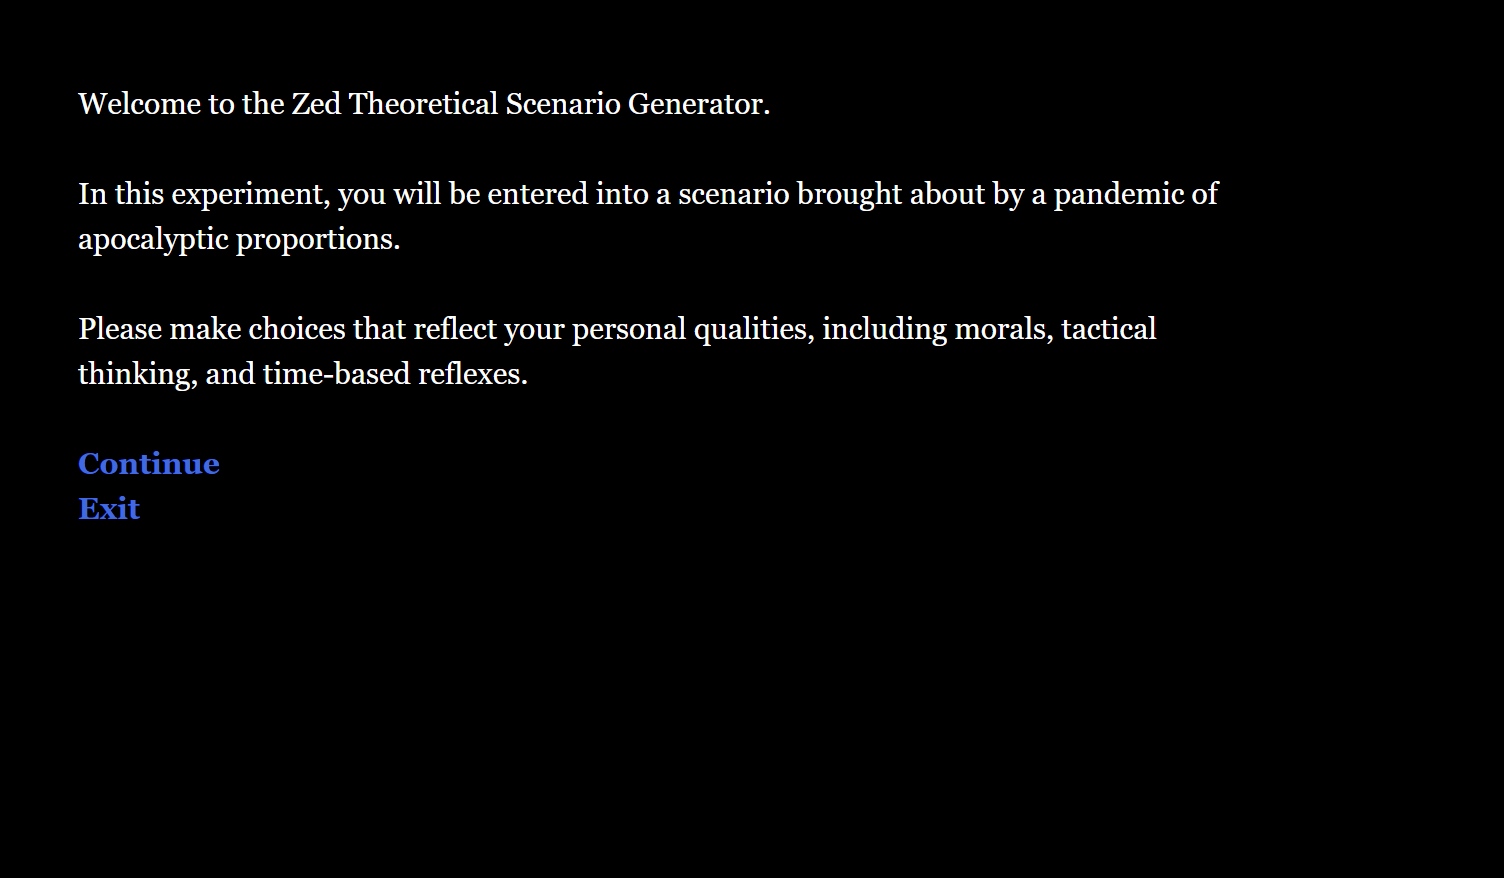 Welcome to the Zed Theoretical Scenario Generator.
In this experiment, you will be entered into a scenario brought about by a pandemic of
apocalyptic proportions.
Please make choices that reflect your personal qualities, including morals, tactical
thinking, and time-based reflexes.
Continue
Exit